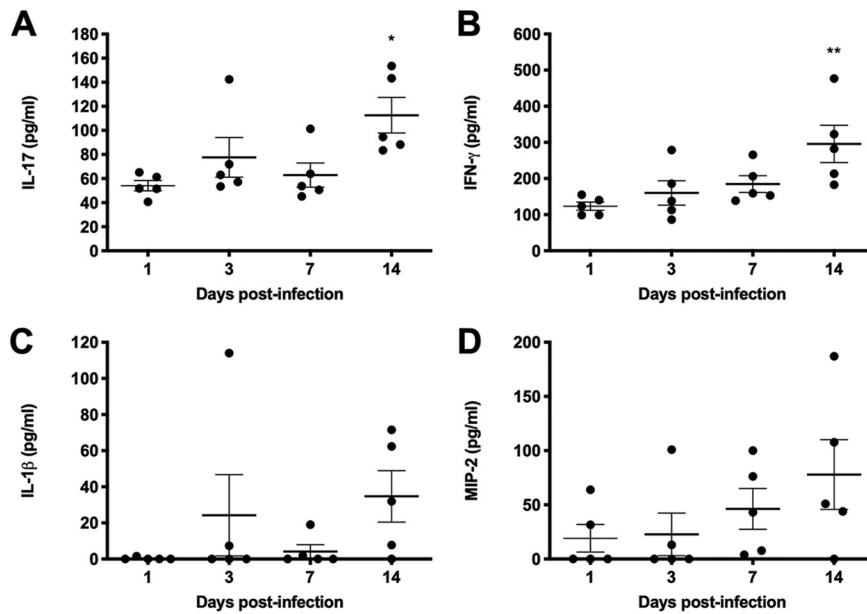 A
IL-17 (pg/ml)
180
160
140
120
100
80
60
40
20
0
*
1 3 7 14
Days post-infection
B
IFN-γ (pg/ml)
600
500
400
300
200
100
0
**
1 3 7 14
Days post-infection
C
IL-1β (pg/ml)
120
100
80
60
40
20
0
1 3 7 14
Days post-infection
D
MIP-2 (pg/ml)
200
150
100
50
0
1 3 7 14
Days post-infection